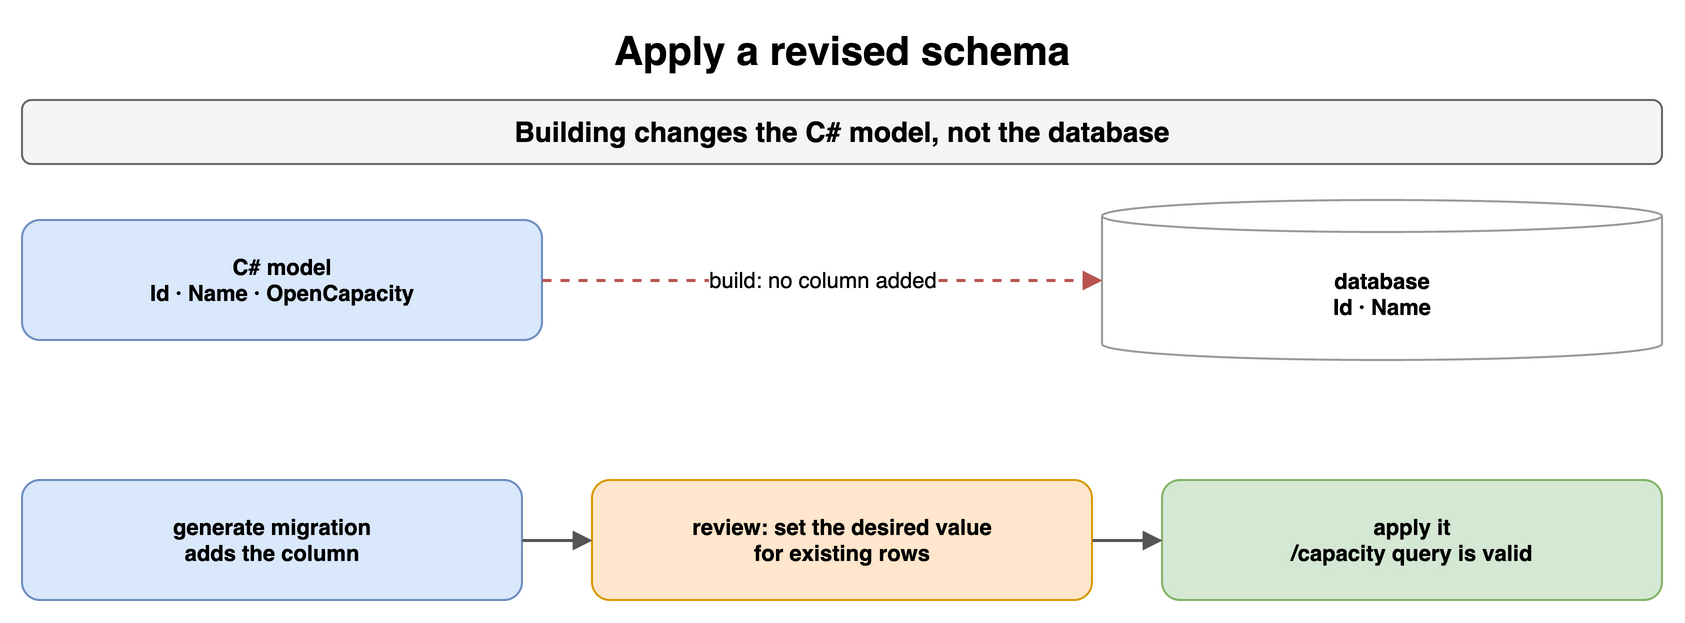 Apply a revised schema
Building changes the C# model, not the database
C# model
Id · Name · OpenCapacity
build: no column added
database
Id · Name
generate migration
adds the column
review: set the desired value
for existing rows
apply it
/capacity query is valid